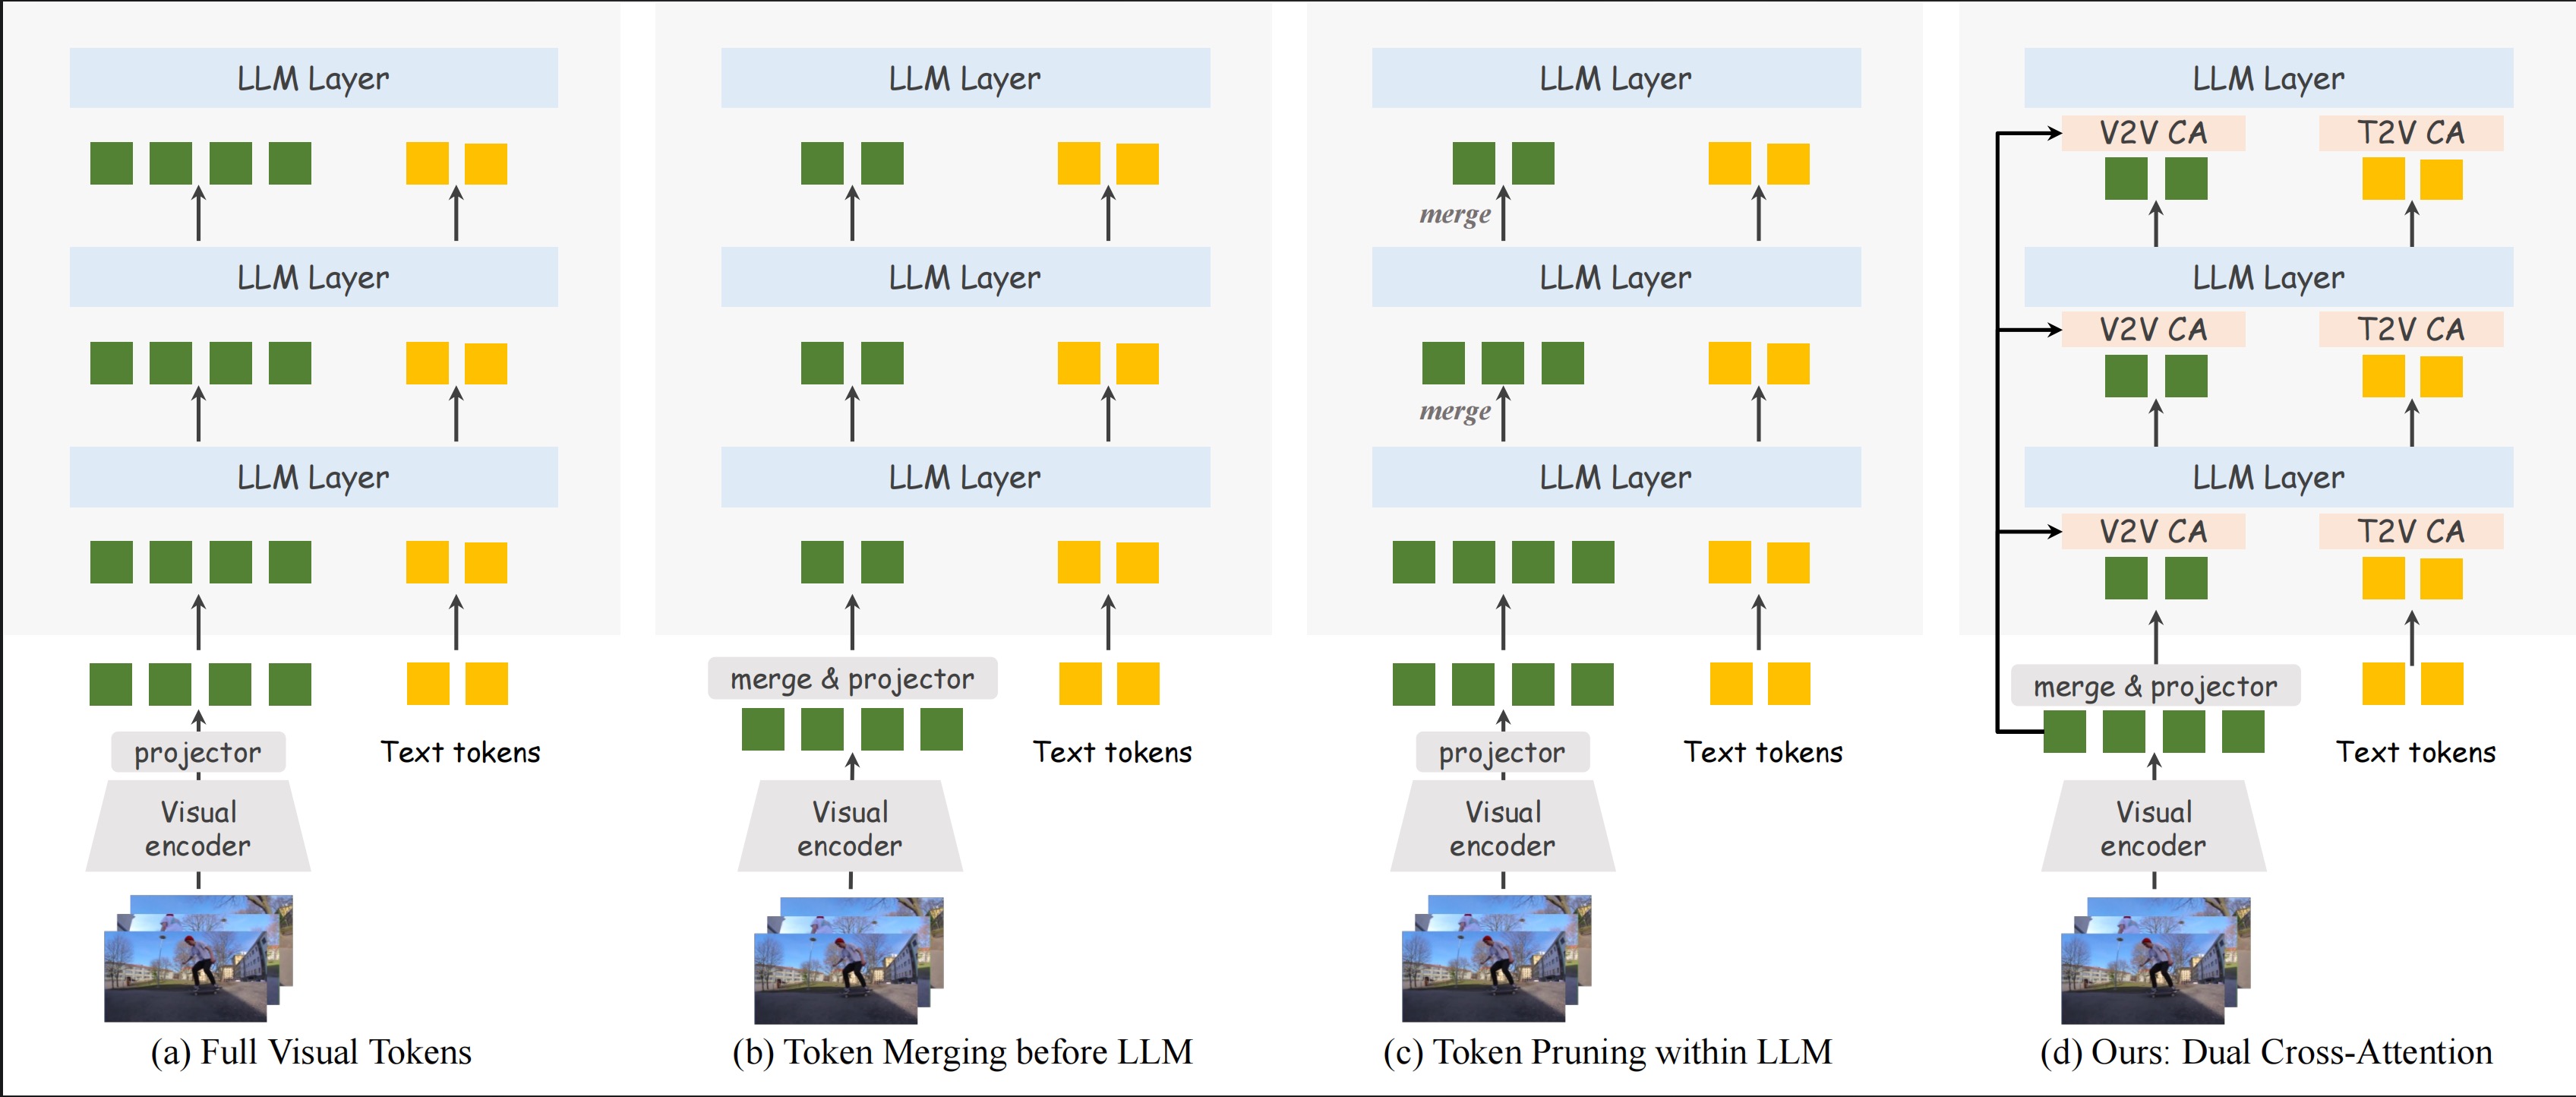 LLM Layer
LLM Layer
LLM Layer
projector
Text tokens
Visual
encoder
(a) Full Visual Tokens
LLM Layer
LLM Layer
LLM Layer
merge & projector
Text tokens
Visual
encoder
(b) Token Merging before LLM
LLM Layer
merge
LLM Layer
merge
LLM Layer
projector
Text tokens
Visual
encoder
(c) Token Pruning within LLM
LLM Layer
V2V CA
T2V CA
LLM Layer
V2V CA
T2V CA
LLM Layer
V2V CA
T2V CA
merge & projector
Text tokens
Visual
encoder
(d) Ours: Dual Cross-Attention